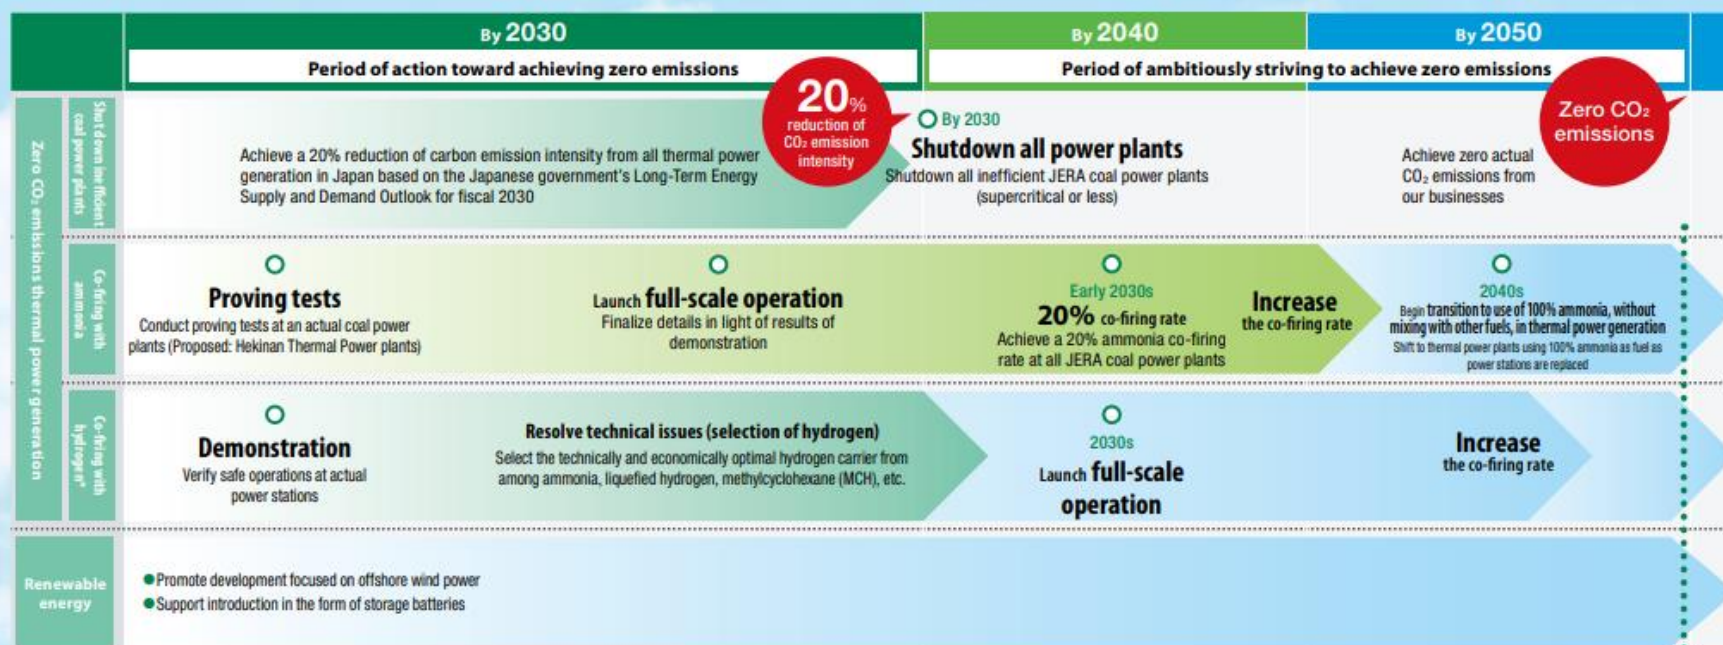 By 2030
Period of action toward achieving zero emissions
By 2040
By 2050
Period of ambitiously striving to achieve zero emissions
Zero CO₂ emissions thermal power generation
Shut down inefficient
coal power plants
Achieve a 20% reduction of carbon emission intensity from all thermal power
generation in Japan based on the Japanese government's Long-Term Energy
Supply and Demand Outlook for fiscal 2030
20%
reduction of
CO₂ emission
intensity
By 2030
Shutdown all power plants
Shutdown all inefficient JERA coal power plants
(supercritical or less)
Achieve zero actual
CO₂ emissions from
our businesses
Zero CO₂
emissions
Co-firing with
ammonia
Proving tests
Conduct proving tests at an actual coal power
plants (Proposed: Hekinan Thermal Power plants)
Launch full-scale operation
Finalize details in light of results of
demonstration
Early 2030s
20% co-firing rate
Achieve a 20% ammonia co-firing
rate at all JERA coal power plants
Increase
the co-firing rate
2040s
Begin transition to use of 100% ammonia, without
mixing with other fuels, in thermal power generation
Shift to thermal power plants using 100% ammonia as fuel as
power stations are replaced
Co-firing with
hydrogen*
Demonstration
Verify safe operations at actual
power stations
Resolve technical issues (selection of hydrogen)
Select the technically and economically optimal hydrogen carrier from
among ammonia, liquefied hydrogen, methylcyclohexane (MCH), etc.
2030s
Launch full-scale
operation
Increase
the co-firing rate
Renewable
energy
●Promote development focused on offshore wind power
●Support introduction in the form of storage batteries